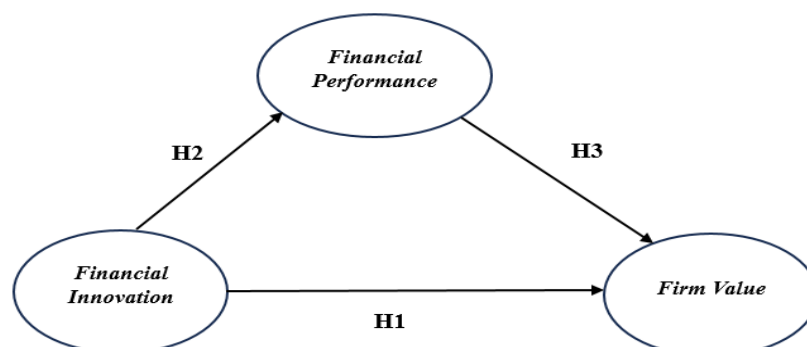 Financial
Performance
H2
H3
Financial
Innovation
Firm Value
H1